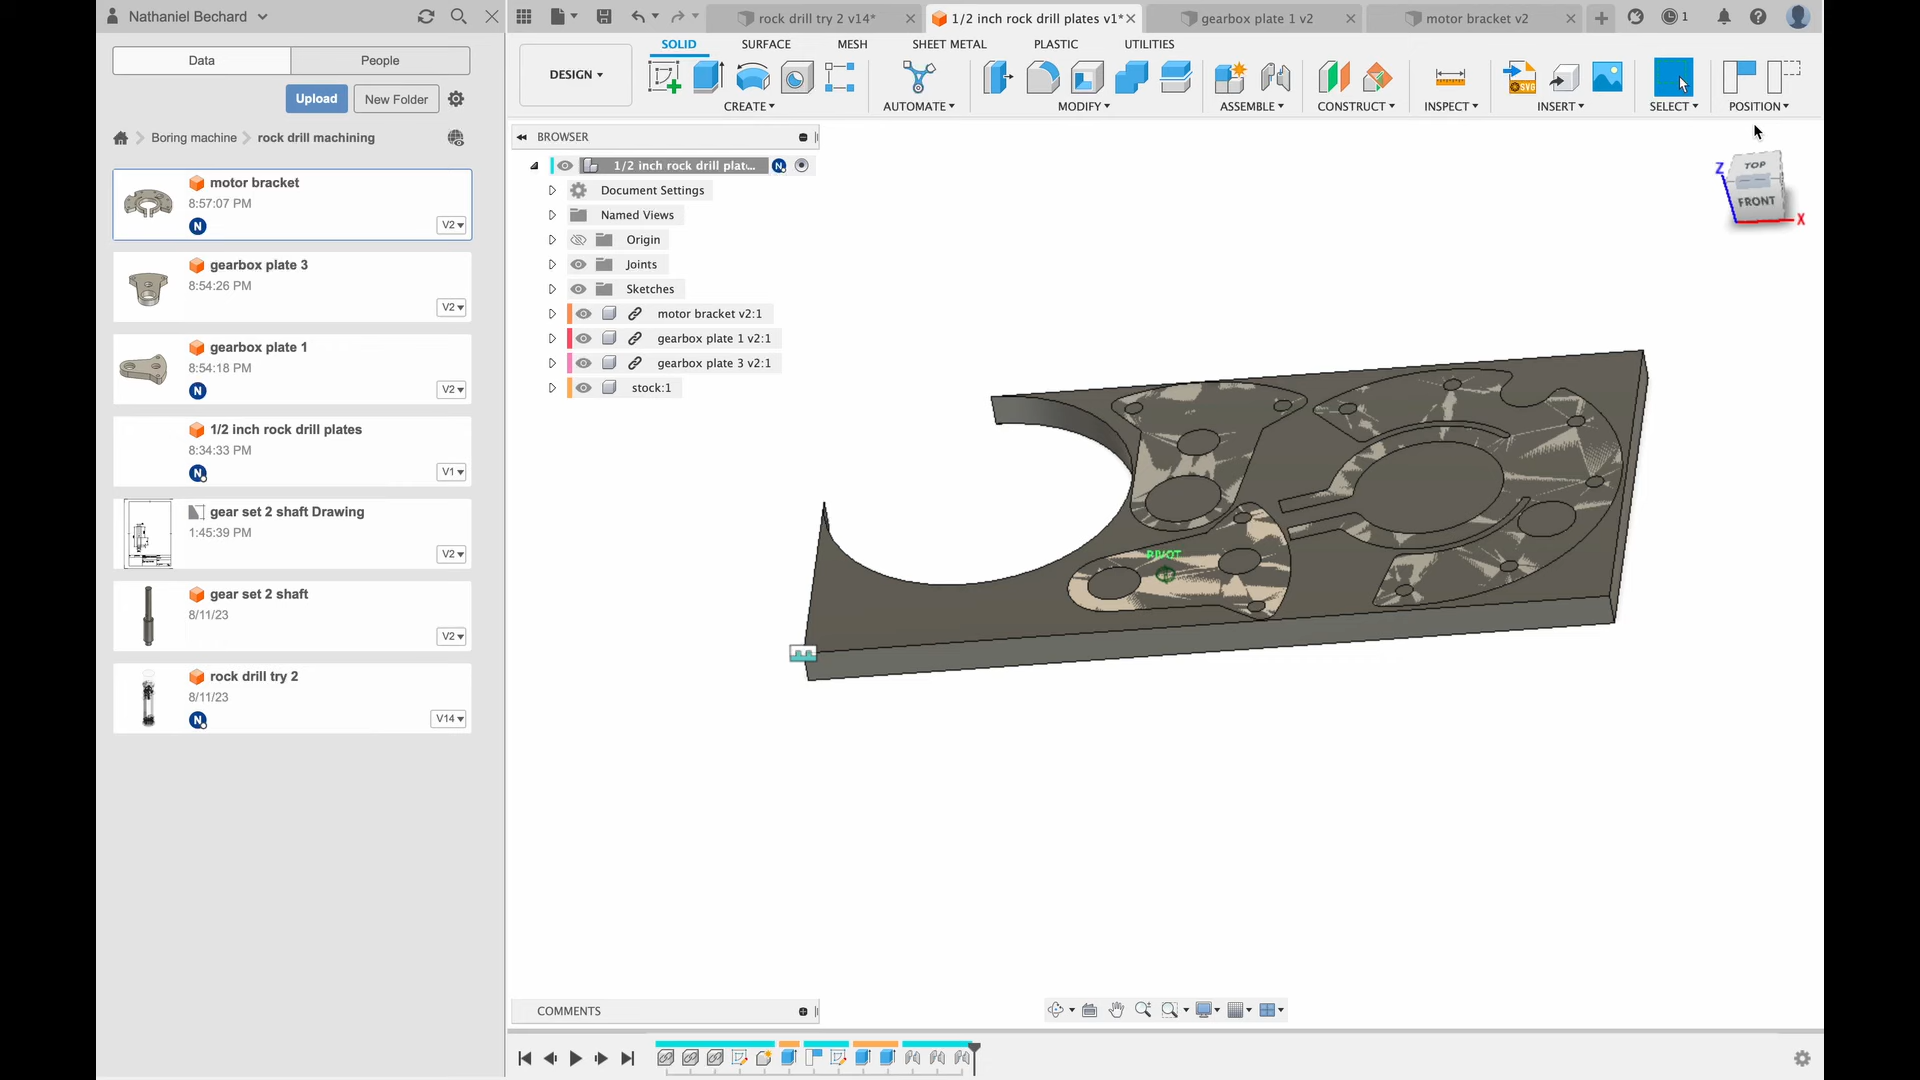 Nathaniel Bechard
rock drill try 2 v14*
1/2 inch rock drill plates v1*
gearbox plate 1 v2
motor bracket v2
1
Data
People
Upload
New Folder
Boring machine
rock drill machining
motor bracket
8:57:07 PM
N
V2
gearbox plate 3
8:54:26 PM
V2
gearbox plate 1
8:54:18 PM
N
V2
1/2 inch rock drill plates
8:34:33 PM
N
V1
gear set 2 shaft Drawing
1:45:39 PM
V2
gear set 2 shaft
8/11/23
V2
rock drill try 2
8/11/23
N
V14
DESIGN
SOLID
SURFACE
MESH
SHEET METAL
PLASTIC
UTILITIES
CREATE
AUTOMATE
MODIFY
ASSEMBLE
CONSTRUCT
INSPECT
INSERT
SELECT
POSITION
SVG
BROWSER
1/2 inch rock drill plat...
N
Document Settings
Named Views
Origin
Joints
Sketches
motor bracket v2:1
gearbox plate 1 v2:1
gearbox plate 3 v2:1
stock:1
Z
TOP
FRONT
X
PIVOT
COMMENTS